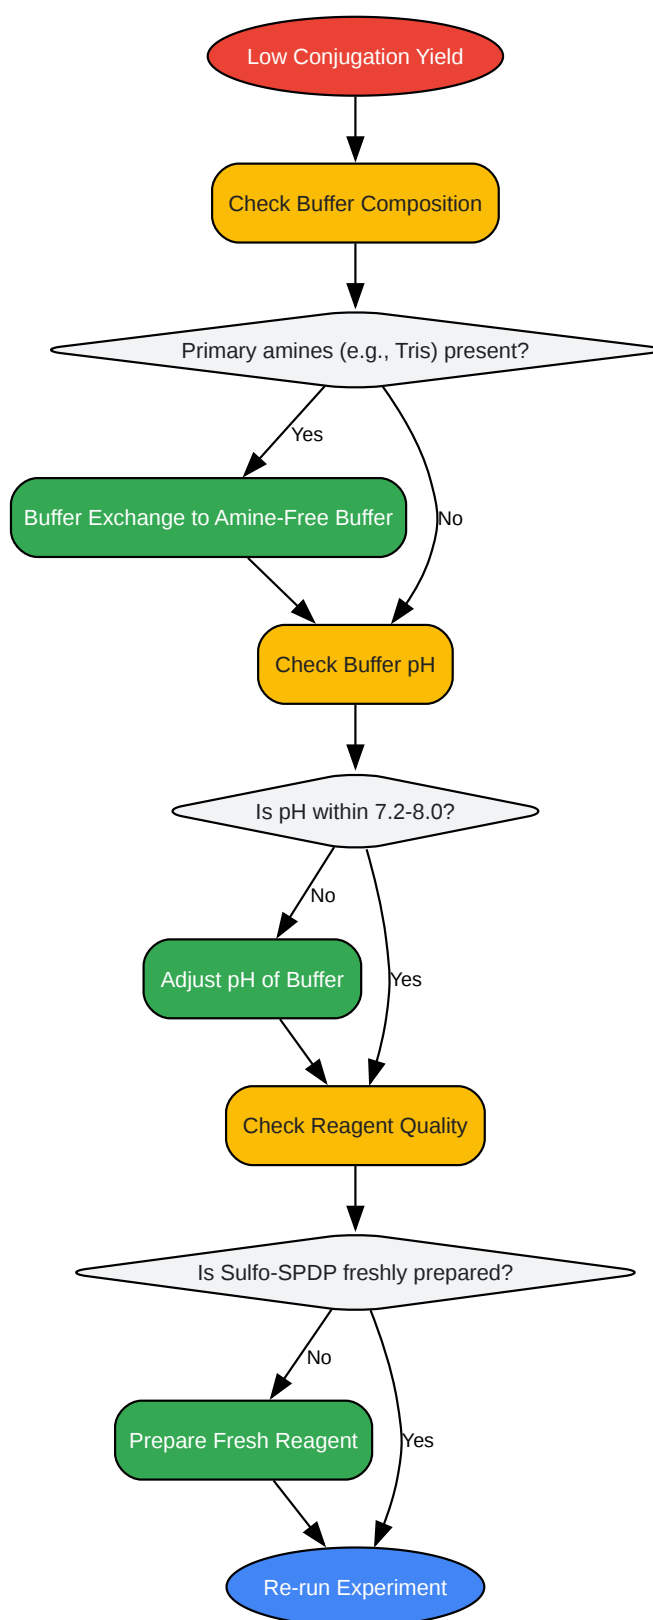 Low Conjugation Yield
Check Buffer Composition
Primary amines (e.g., Tris) present?
Yes
Buffer Exchange to Amine-Free Buffer
No
Check Buffer pH
Is pH within 7.2-8.0?
No
Adjust pH of Buffer
Yes
Check Reagent Quality
Is Sulfo-SPDP freshly prepared?
No
Prepare Fresh Reagent
Yes
Re-run Experiment